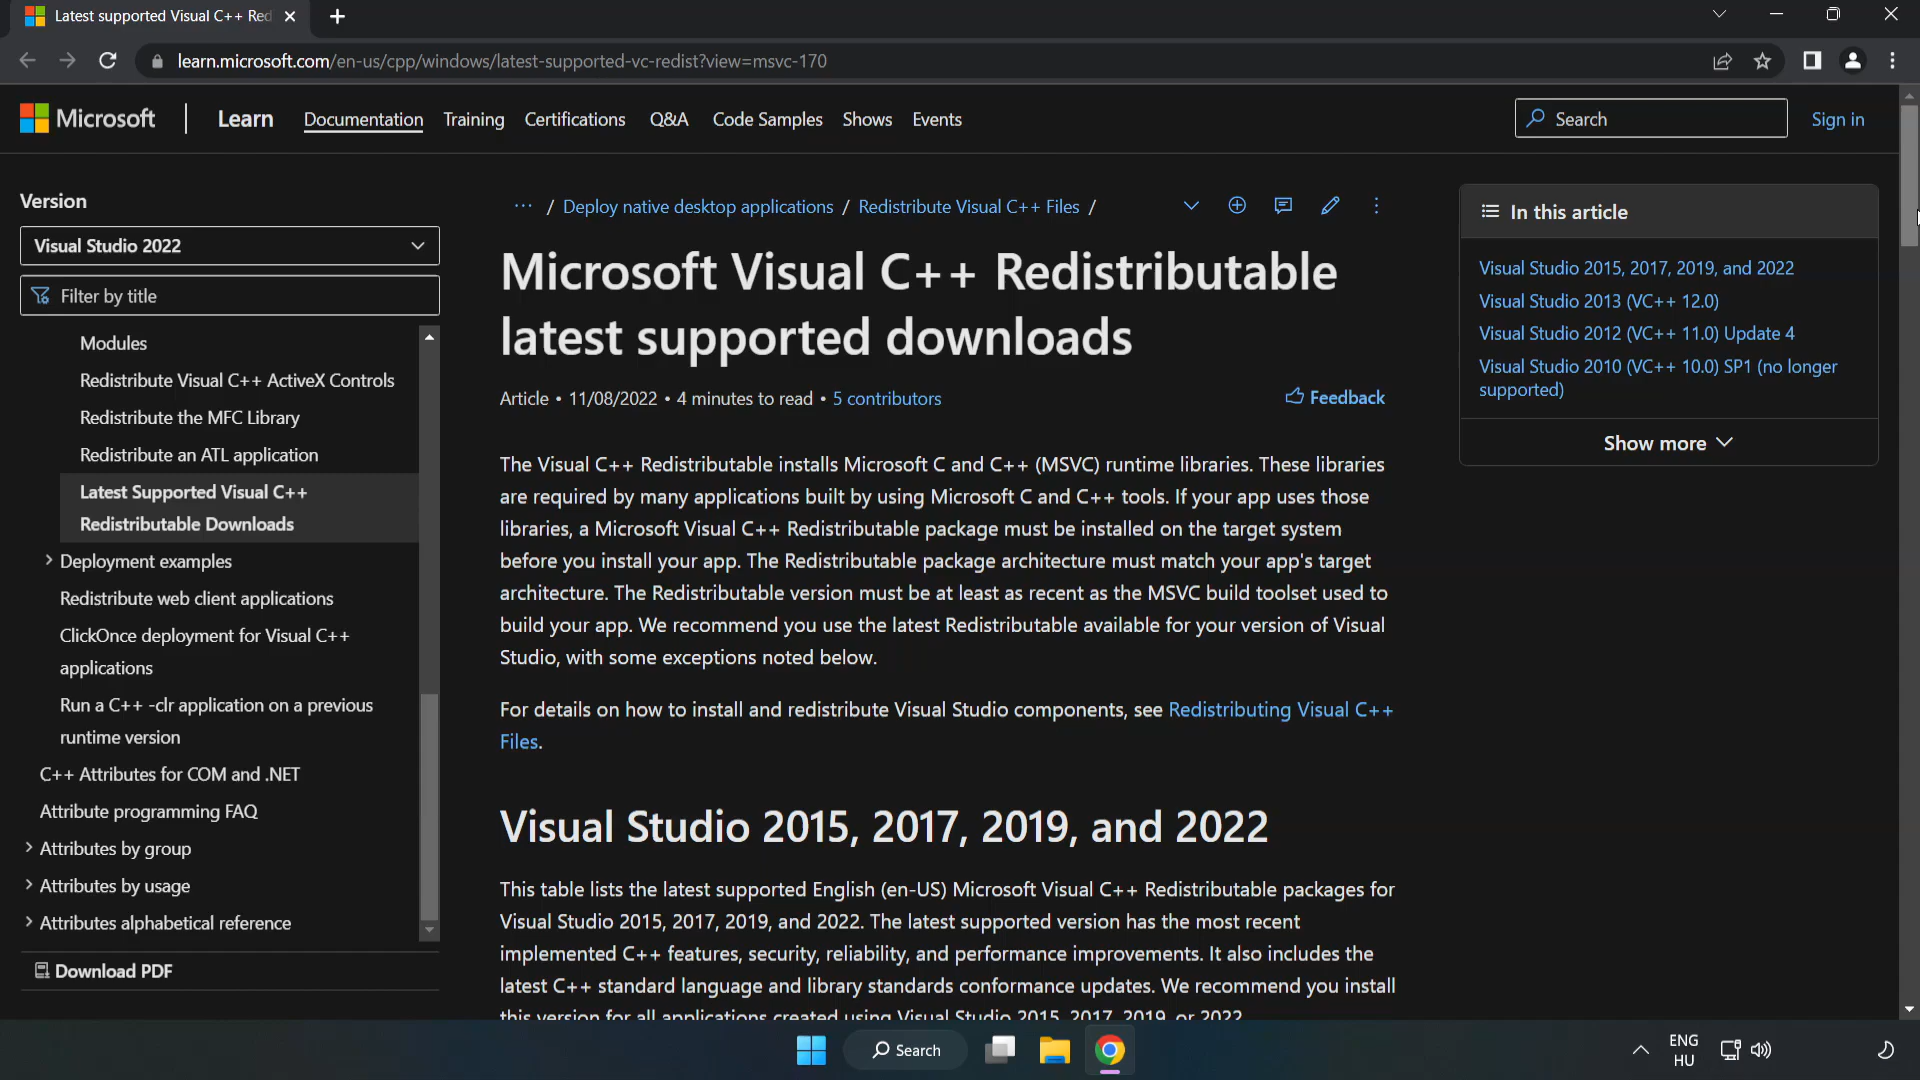 Latest supported Visual C++ Red
learn.microsoft.com/en-us/cpp/windows/latest-supported-vc-redist?view=msvc-170
Microsoft
Learn
Documentation
Training
Certifications
Q&A
Code Samples
Shows
Events
Search
Sign in
Version
Visual Studio 2022
Filter by title
Modules
Redistribute Visual C++ ActiveX Controls
Redistribute the MFC Library
Redistribute an ATL application
Latest Supported Visual C++
Redistributable Downloads
Deployment examples
Redistribute web client applications
ClickOnce deployment for Visual C++
applications
Run a C++ -clr application on a previous
runtime version
C++ Attributes for COM and .NET
Attribute programming FAQ
Attributes by group
Attributes by usage
Attributes alphabetical reference
Download PDF
... / Deploy native desktop applications / Redistribute Visual C++ Files /
Microsoft Visual C++ Redistributable
latest supported downloads
Article • 11/08/2022 • 4 minutes to read • 5 contributors
Feedback
The Visual C++ Redistributable installs Microsoft C and C++ (MSVC) runtime libraries. These libraries
are required by many applications built by using Microsoft C and C++ tools. If your app uses those
libraries, a Microsoft Visual C++ Redistributable package must be installed on the target system
before you install your app. The Redistributable package architecture must match your app's target
architecture. The Redistributable version must be at least as recent as the MSVC build toolset used to
build your app. We recommend you use the latest Redistributable available for your version of Visual
Studio, with some exceptions noted below.
For details on how to install and redistribute Visual Studio components, see Redistributing Visual C++
Files.
Visual Studio 2015, 2017, 2019, and 2022
This table lists the latest supported English (en-US) Microsoft Visual C++ Redistributable packages for
Visual Studio 2015, 2017, 2019, and 2022. The latest supported version has the most recent
implemented C++ features, security, reliability, and performance improvements. It also includes the
latest C++ standard language and library standards conformance updates. We recommend you install
this version for all applications created using Visual Studio 2015, 2017, 2019, or 2022.
In this article
Visual Studio 2015, 2017, 2019, and 2022
Visual Studio 2013 (VC++ 12.0)
Visual Studio 2012 (VC++ 11.0) Update 4
Visual Studio 2010 (VC++ 10.0) SP1 (no longer
supported)
Show more
Search
ENG
HU